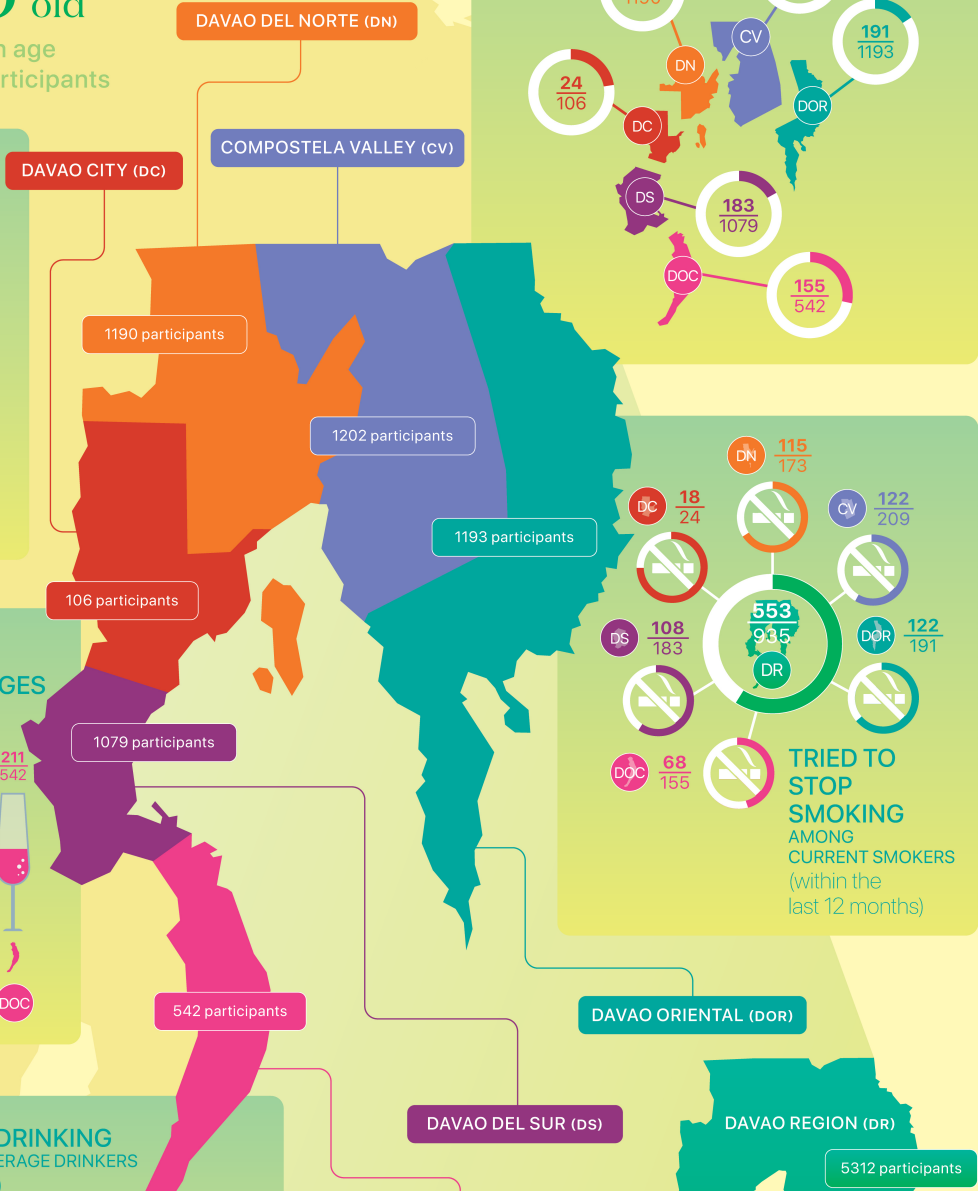 old
DAVAO DEL NORTE (DN)
age
rticipants
COMPOSTELA VALLEY (CV)
DAVAO CITY (DC)
1190 participants
1202 participants
1193 participants
106 participants
1079 participants
542 participants
CV
191
1193
DN
24
106
DOR
DC
DS
183
1079
DOC
155
542
DN
115
173
DC
18
24
CV
122
209
553
935
DR
DS
108
183
DOR
122
191
DOC
68
155
TRIED TO
STOP
SMOKING
AMONG
CURRENT SMOKERS
(within the
last 12 months)
GES
211
542
DOC
DAVAO ORIENTAL (DOR)
DAVAO DEL SUR (DS)
DAVAO REGION (DR)
5312 participants
DRINKING
ERAGE DRINKERS